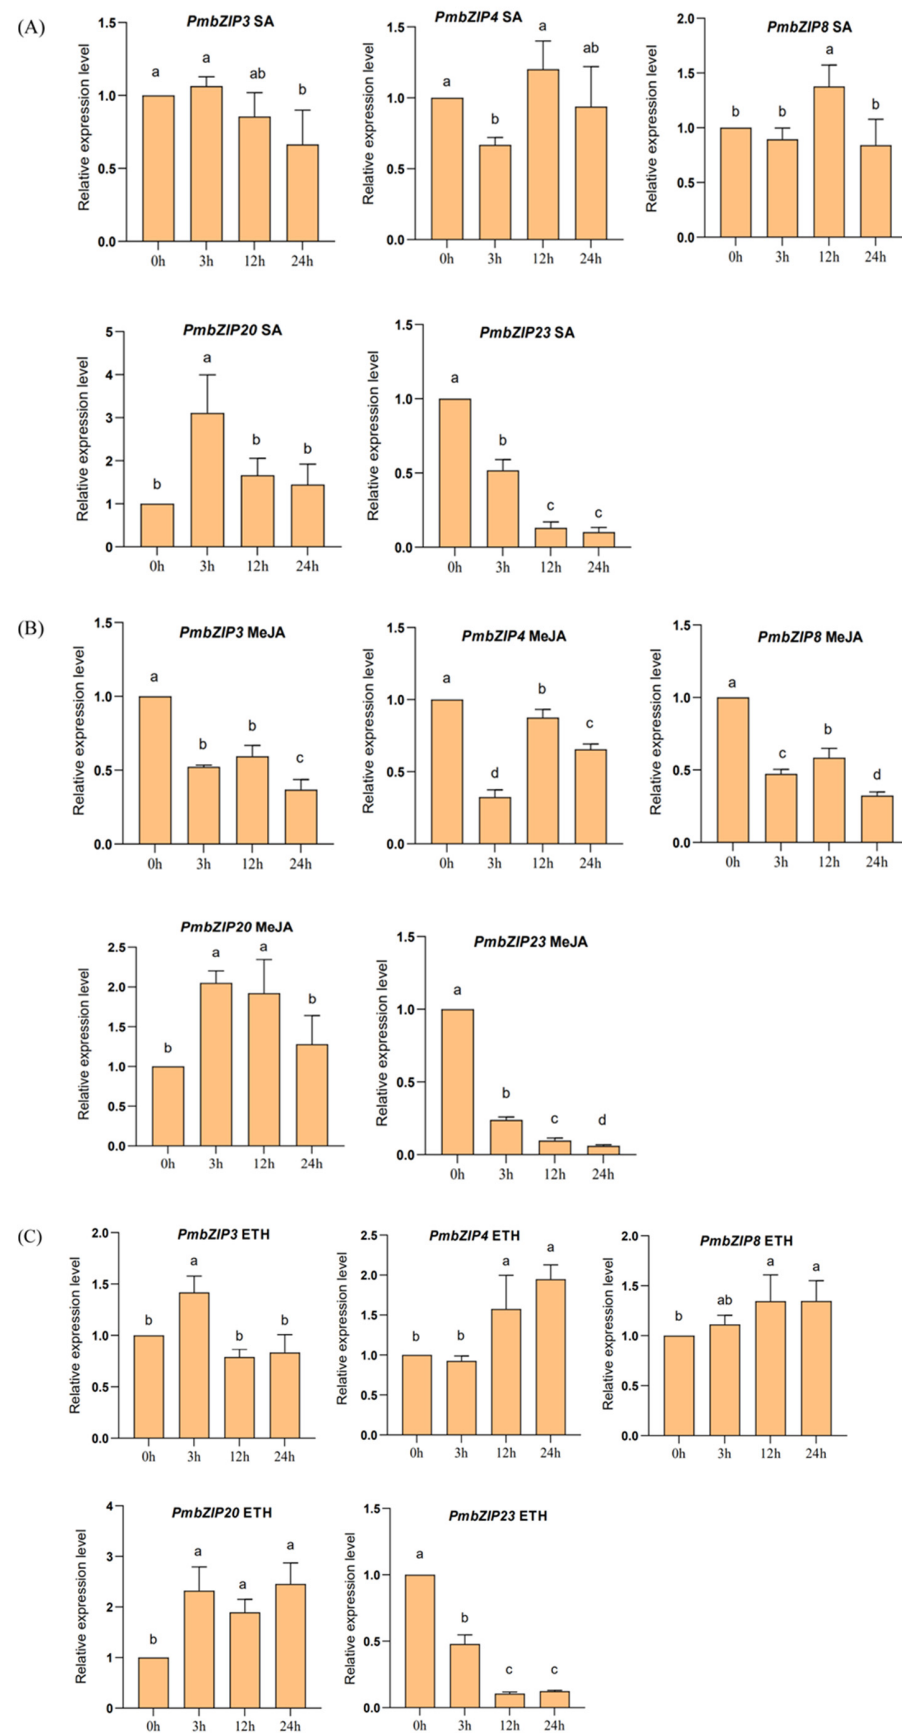 (A)
PmbZIP3 SA
Relative expression level
1.5
1.0
0.5
0.0
a
a
ab
b
0h 3h 12h 24h
PmbZIP4 SA
Relative expression level
1.5
1.0
0.5
0.0
a
b
a
ab
0h 3h 12h 24h
PmbZIP8 SA
Relative expression level
2.0
1.5
1.0
0.5
0.0
b
b
a
b
0h 3h 12h 24h
PmbZIP20 SA
Relative expression level
5
4
3
2
1
0
b
a
b
b
0h 3h 12h 24h
PmbZIP23 SA
Relative expression level
1.5
1.0
0.5
0.0
a
b
c
c
0h 3h 12h 24h
(B)
PmbZIP3 MeJA
Relative expression level
1.5
1.0
0.5
0.0
a
b
b
c
0h 3h 12h 24h
PmbZIP4 MeJA
Relative expression level
1.5
1.0
0.5
0.0
a
d
b
c
0h 3h 12h 24h
PmbZIP8 MeJA
Relative expression level
1.5
1.0
0.5
0.0
a
c
b
d
0h 3h 12h 24h
PmbZIP20 MeJA
Relative expression level
2.5
2.0
1.5
1.0
0.5
0.0
b
a
a
b
0h 3h 12h 24h
PmbZIP23 MeJA
Relative expression level
1.5
1.0
0.5
0.0
a
b
c
d
0h 3h 12h 24h
(C)
PmbZIP3 ETH
Relative expression level
2.0
1.5
1.0
0.5
0.0
b
a
b
b
0h 3h 12h 24h
PmbZIP4 ETH
Relative expression level
2.5
2.0
1.5
1.0
0.5
0.0
b
b
a
a
0h 3h 12h 24h
PmbZIP8 ETH
Relative expression level
2.0
1.5
1.0
0.5
0.0
b
ab
a
a
0h 3h 12h 24h
PmbZIP20 ETH
Relative expression level
4
3
2
1
0
b
a
a
a
0h 3h 12h 24h
PmbZIP23 ETH
Relative expression level
1.5
1.0
0.5
0.0
a
b
c
c
0h 3h 12h 24h